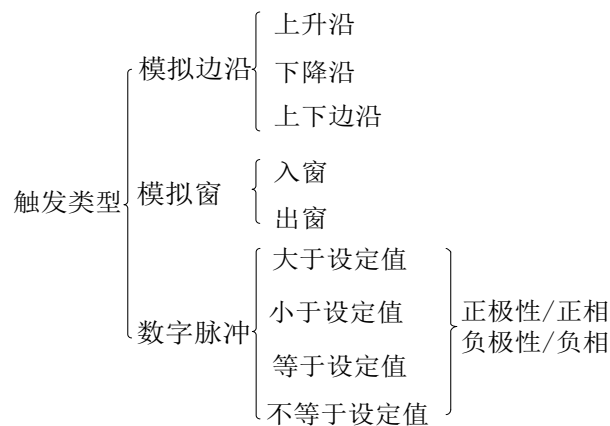 触发类型
模拟边沿
上升沿
下降沿
上下边沿
模拟窗
入窗
出窗
数字脉冲
大于设定值
小于设定值
等于设定值
不等于设定值
正极性/正相
负极性/负相